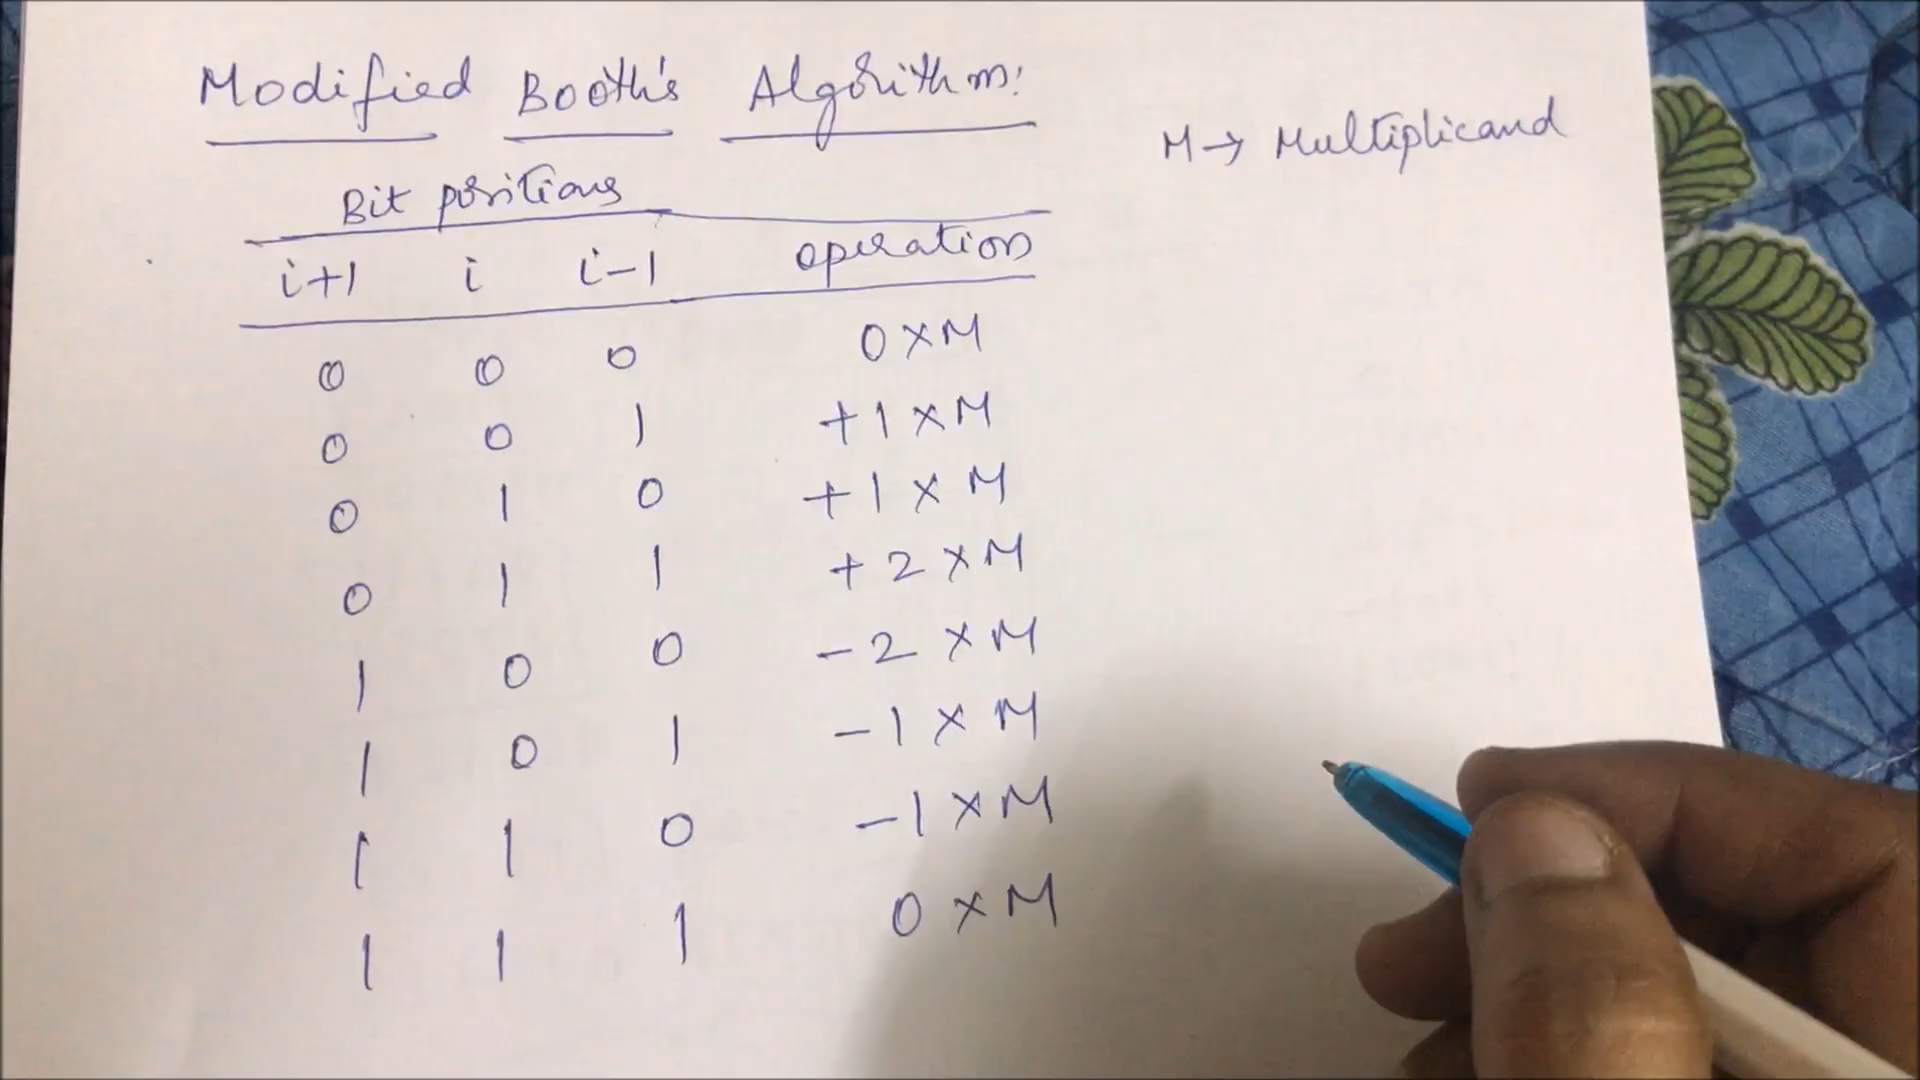 Modified Booth's Algorithm:
M → Multiplicand
Bit positions
i+1 i i-1 operation
0 0 0 0 × M
0 0 1 +1 × M
0 1 0 +1 × M
0 1 1 +2 × M
1 0 0 -2 × M
1 0 1 -1 × M
1 1 0 -1 × M
1 1 1 0 × M